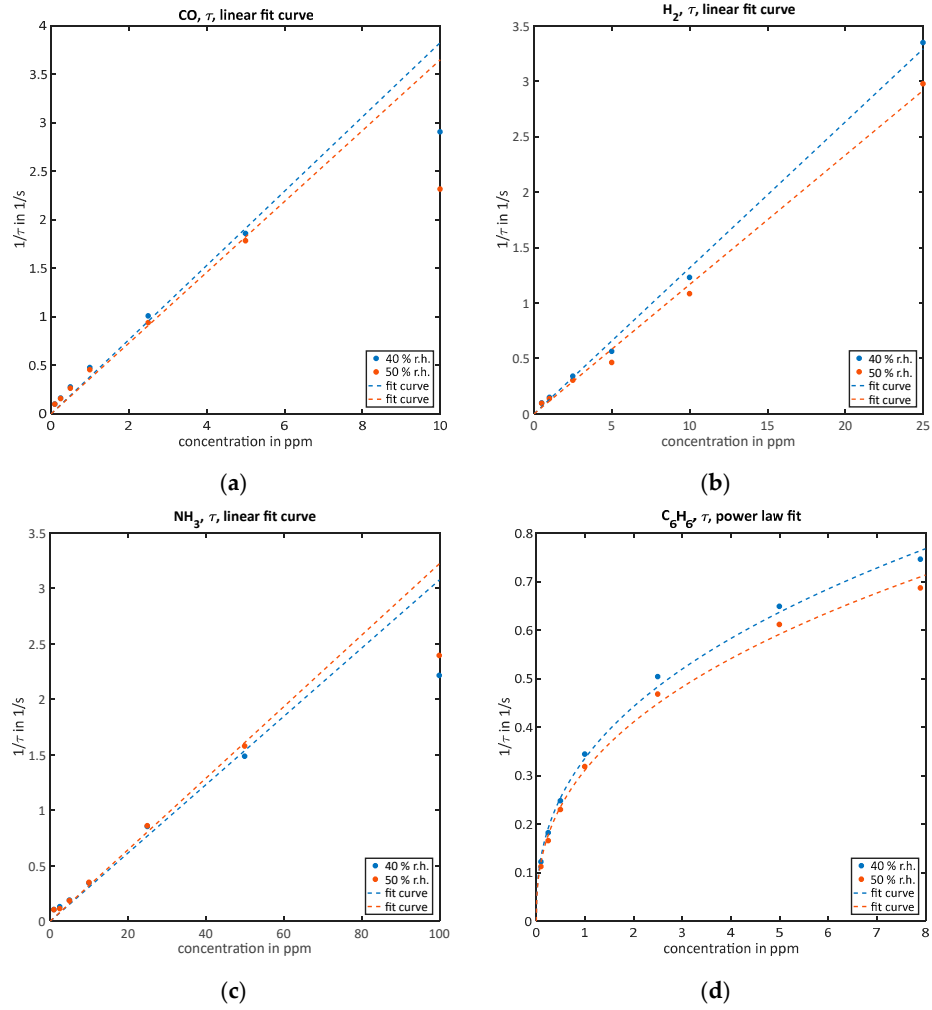 CO, τ, linear fit curve
4
3.5
3
2.5
2
1.5
1
0.5
0
1/τ in 1/s
0 2 4 6 8 10
concentration in ppm
40 % r.h.
50 % r.h.
fit curve
fit curve
(a)
H2, τ, linear fit curve
3.5
3
2.5
2
1.5
1
0.5
0
1/τ in 1/s
0 5 10 15 20 25
concentration in ppm
40 % r.h.
50 % r.h.
fit curve
fit curve
(b)
NH3, τ, linear fit curve
3.5
3
2.5
2
1.5
1
0.5
0
1/τ in 1/s
0 20 40 60 80 100
concentration in ppm
40 % r.h.
50 % r.h.
fit curve
fit curve
(c)
C6H6, τ, power law fit
0.8
0.7
0.6
0.5
0.4
0.3
0.2
0.1
0
1/τ in 1/s
0 1 2 3 4 5 6 7 8
concentration in ppm
40 % r.h.
50 % r.h.
fit curve
fit curve
(d)